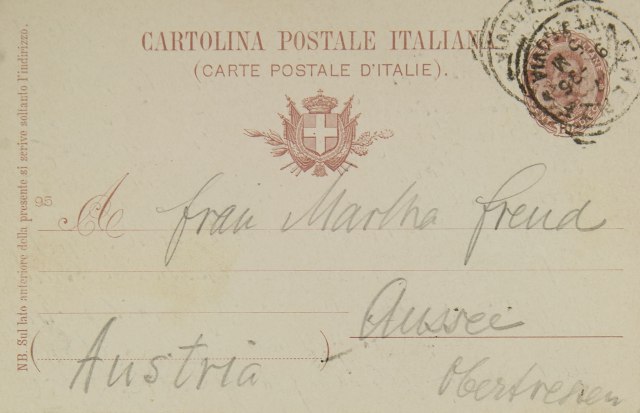 CARTOLINA POSTALE ITALIANA
(CARTE POSTALE D'ITALIE).
NB. Sul lato anteriore della presente si scrive soltanto l'indirizzo.
95
A Frau Martha Freud
Aussee
(Austria)
Obertressen